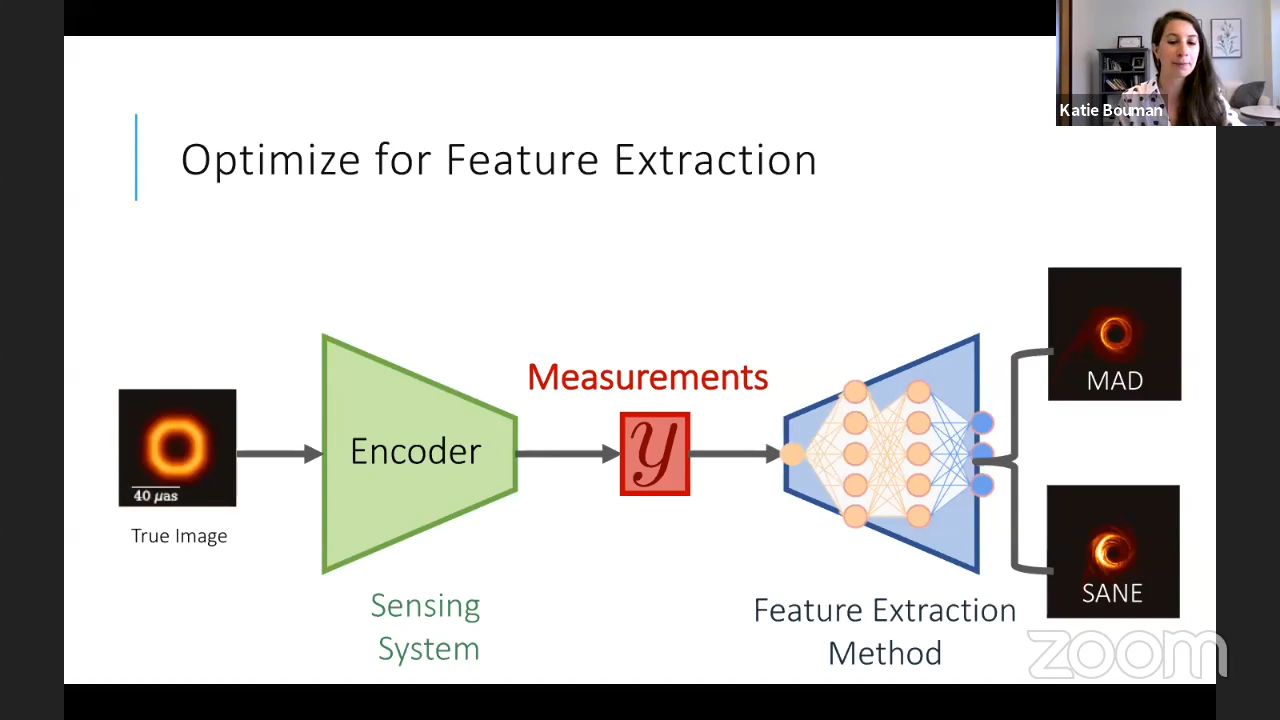 Katie Bouman
Optimize for Feature Extraction
Measurements
MAD
Encoder
y
40 μas
True Image
SANE
Sensing
System
Feature Extraction
Method
zoom